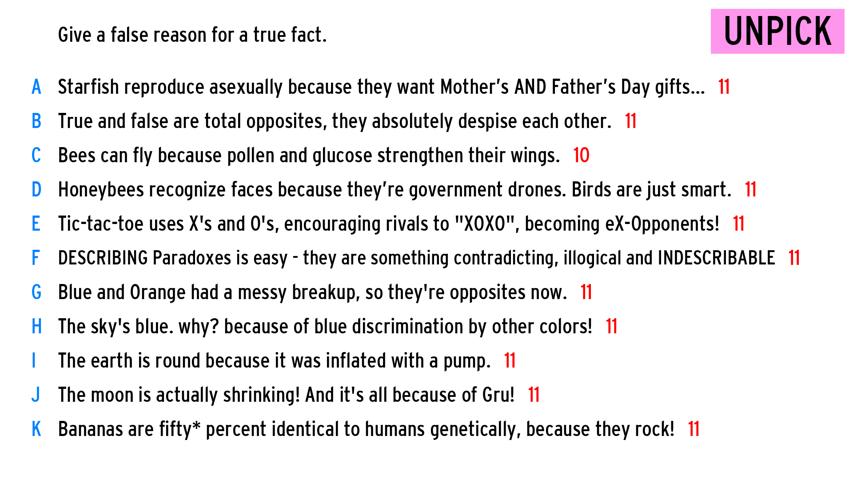 Give a false reason for a true fact.
UNPICK
A Starfish reproduce asexually because they want Mother's AND Father's Day gifts... 11
B True and false are total opposites, they absolutely despise each other. 11
C Bees can fly because pollen and glucose strengthen their wings. 10
D Honeybees recognize faces because they're government drones. Birds are just smart. 11
E Tic-tac-toe uses X's and O's, encouraging rivals to "XOXO", becoming eX-Opponents! 11
F DESCRIBING Paradoxes is easy - they are something contradicting, illogical and INDESCRIBABLE 11
G Blue and Orange had a messy breakup, so they're opposites now. 11
H The sky's blue. why? because of blue discrimination by other colors! 11
I The earth is round because it was inflated with a pump. 11
J The moon is actually shrinking! And it's all because of Gru! 11
K Bananas are fifty* percent identical to humans genetically, because they rock! 11